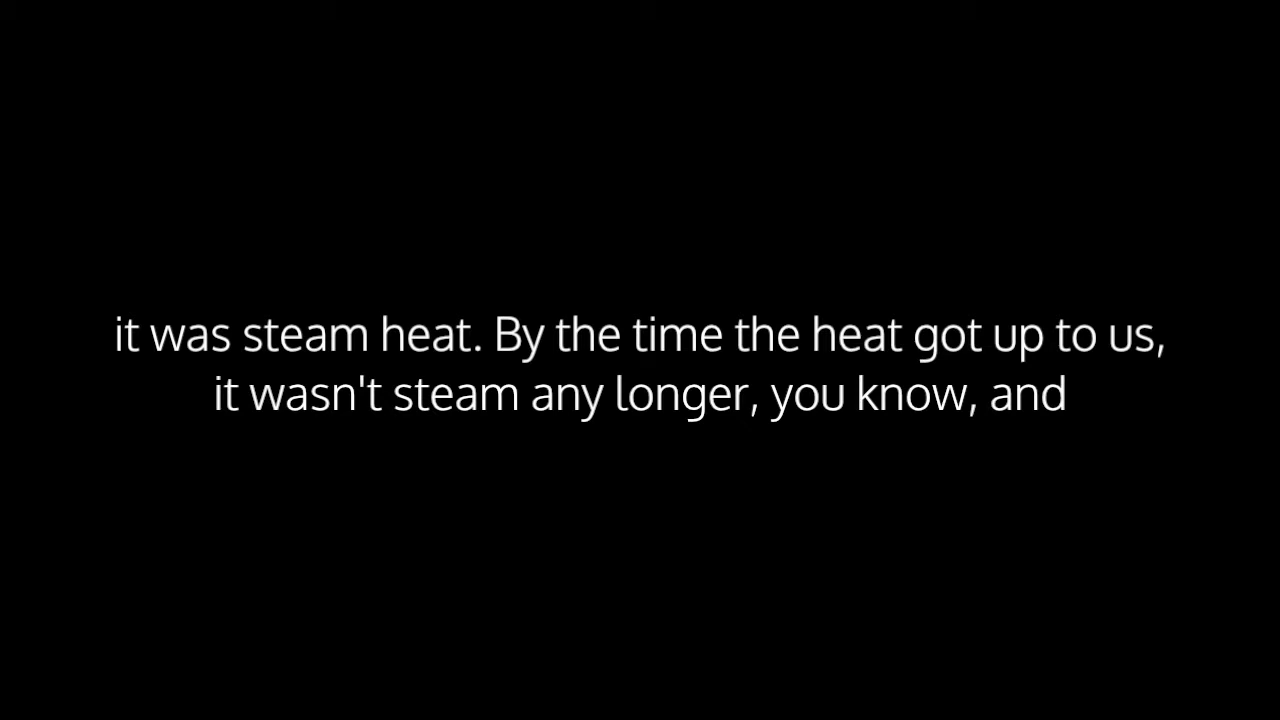 it was steam heat. By the time the heat got up to us,
it wasn't steam any longer, you know, and